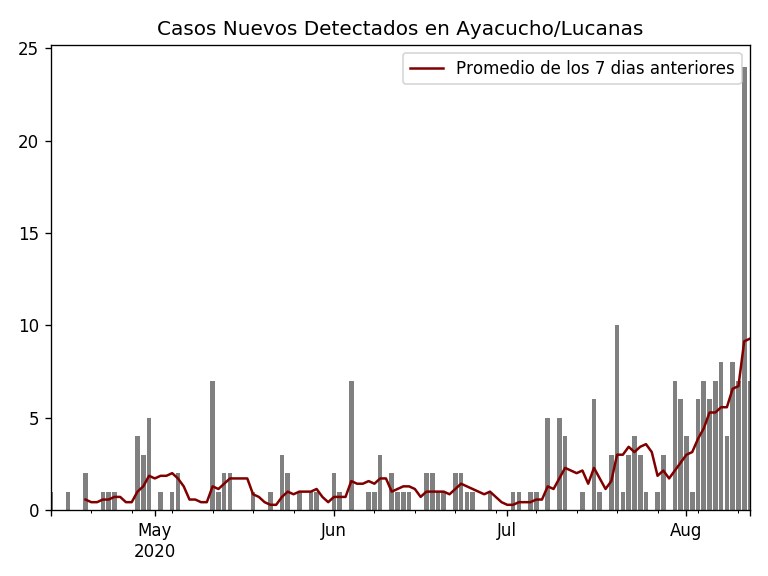 Casos Nuevos Detectados en Ayacucho/Lucanas
Promedio de los 7 dias anteriores
25
20
15
10
5
0
May
2020
Jun
Jul
Aug